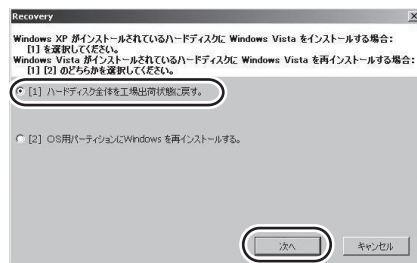 Recovery
Windows XP がインストールされているハードディスクに Windows Vista をインストールする場合:
[1] を選択してください。
Windows Vista がインストールされているハードディスクに Windows Vista を再インストールする場合:
[1] [2] のどちらかを選択してください。
[1] ハードディスク全体を工場出荷状態に戻す。
[2] OS用パーティションにWindows を再インストールする。
次へ
キャンセル